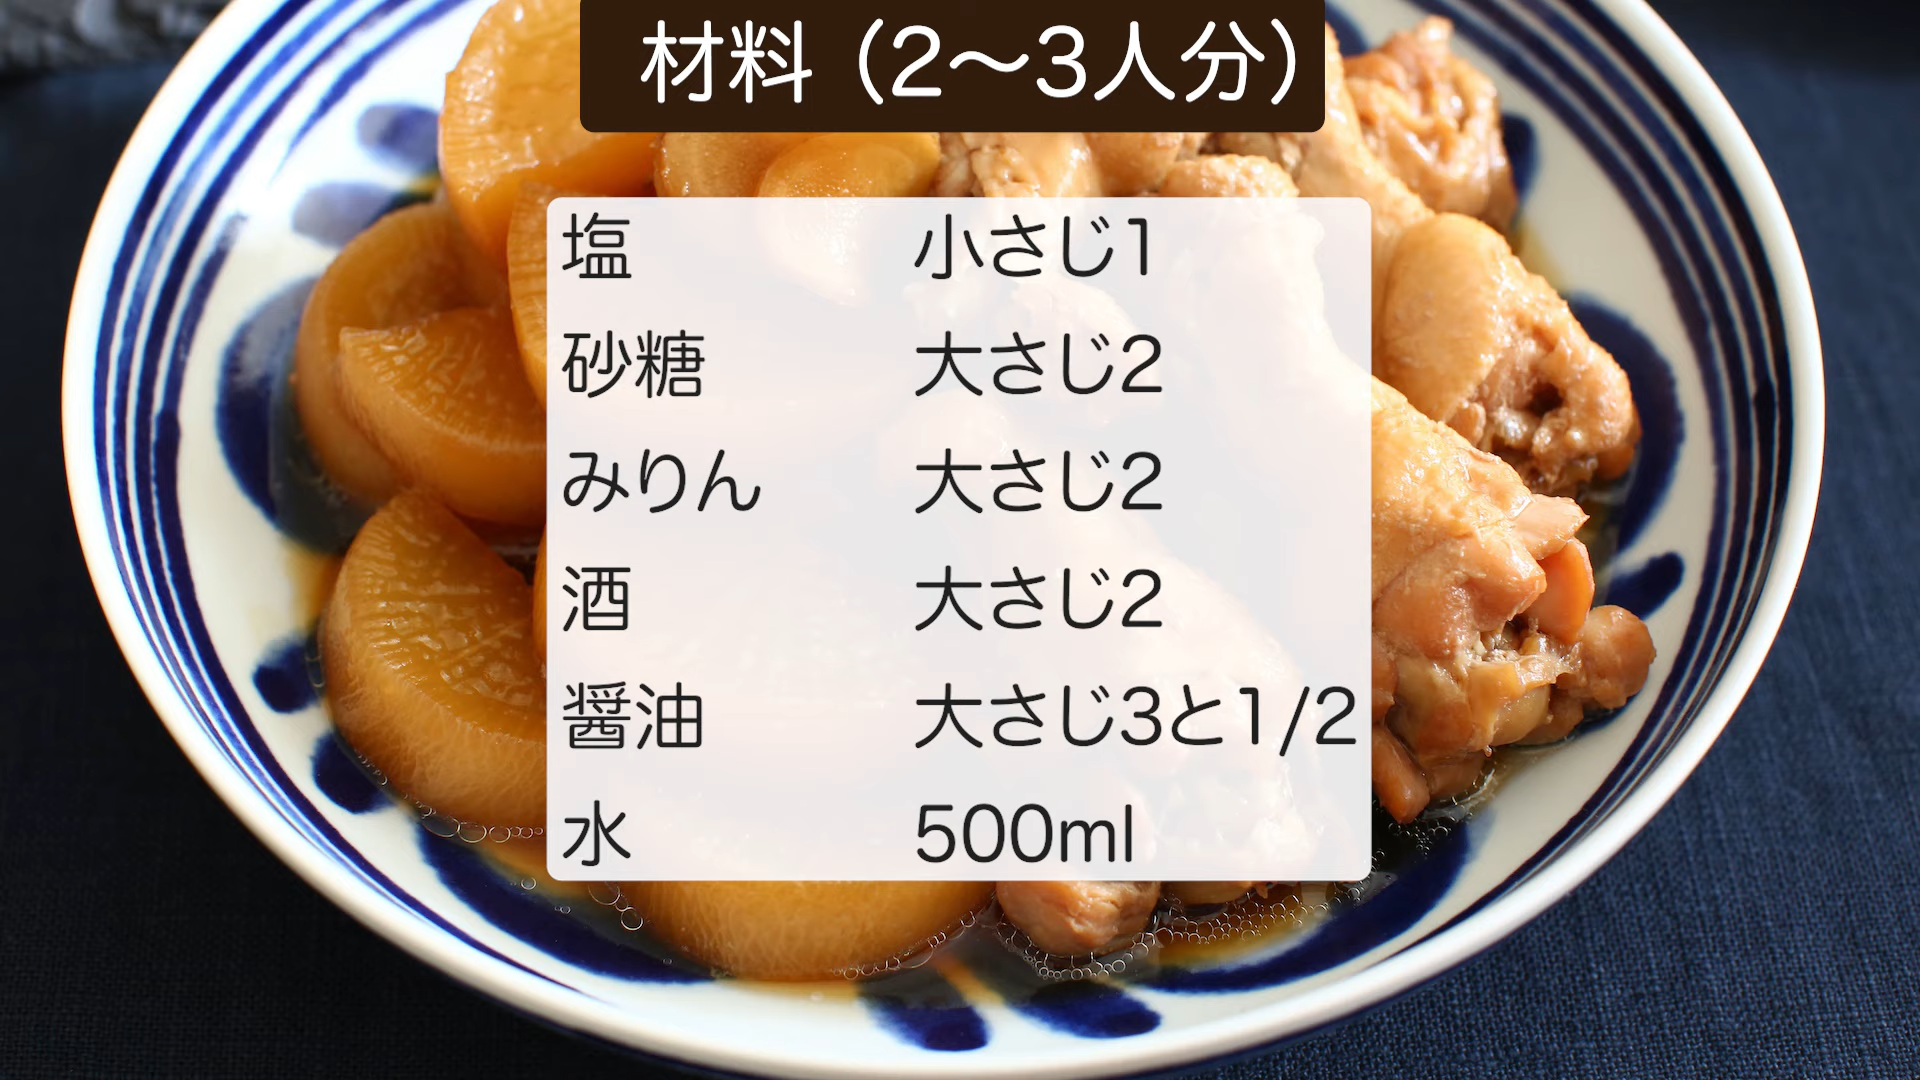 材料（2〜3人分）
塩 小さじ1
砂糖 大さじ2
みりん 大さじ2
酒 大さじ2
醤油 大さじ3と1/2
水 500ml